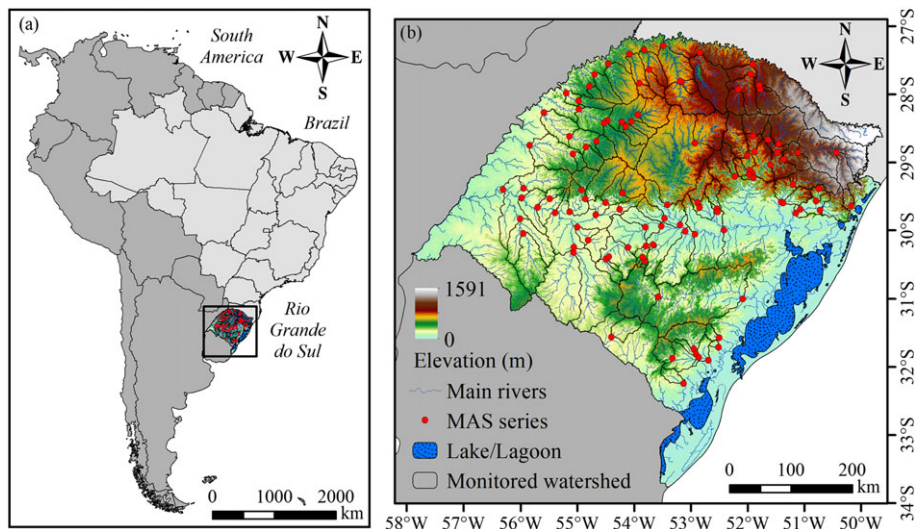 (a)
South
America
N
W
E
S
Brazil
Rio
Grande
do Sul
0 1000 2000
km
(b)
N
W
E
S
27°S
28°S
29°S
30°S
31°S
32°S
33°S
34°S
1591
0
Elevation (m)
Main rivers
MAS series
Lake/Lagoon
Monitored watershed
0 100 200
km
58°W 57°W 56°W 55°W 54°W 53°W 52°W 51°W 50°W